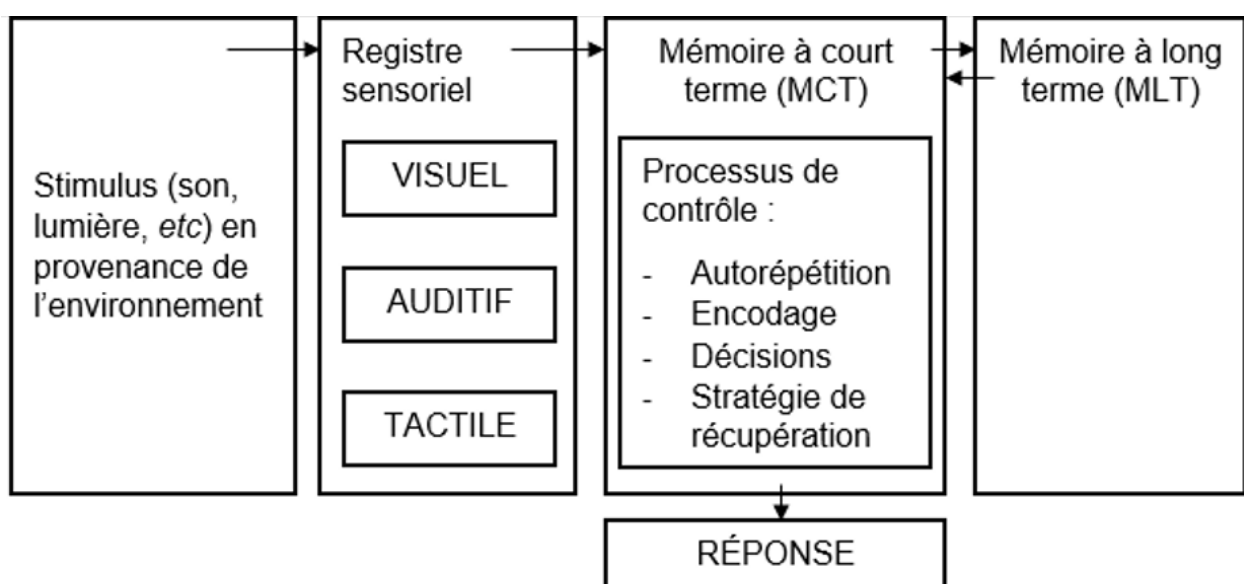 Stimulus (son,
lumière, etc) en
provenance de
l'environnement
Registre
sensoriel
VISUEL
AUDITIF
TACTILE
Mémoire à court
terme (MCT)
Processus de
contrôle :
- Autorépétition
- Encodage
- Décisions
- Stratégie de
récupération
RÉPONSE
Mémoire à long
terme (MLT)